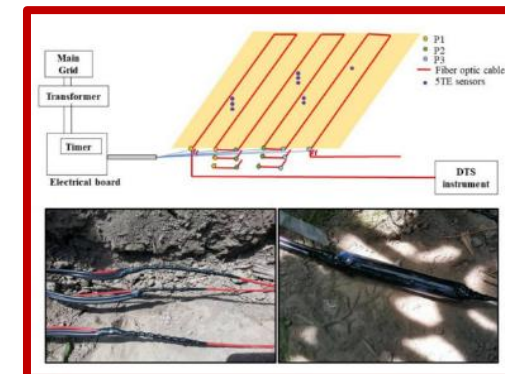 Main
Grid
Transformer
Timer
Electrical board
P1
P2
P3
Fiber optic cable
5TE sensors
DTS
instrument